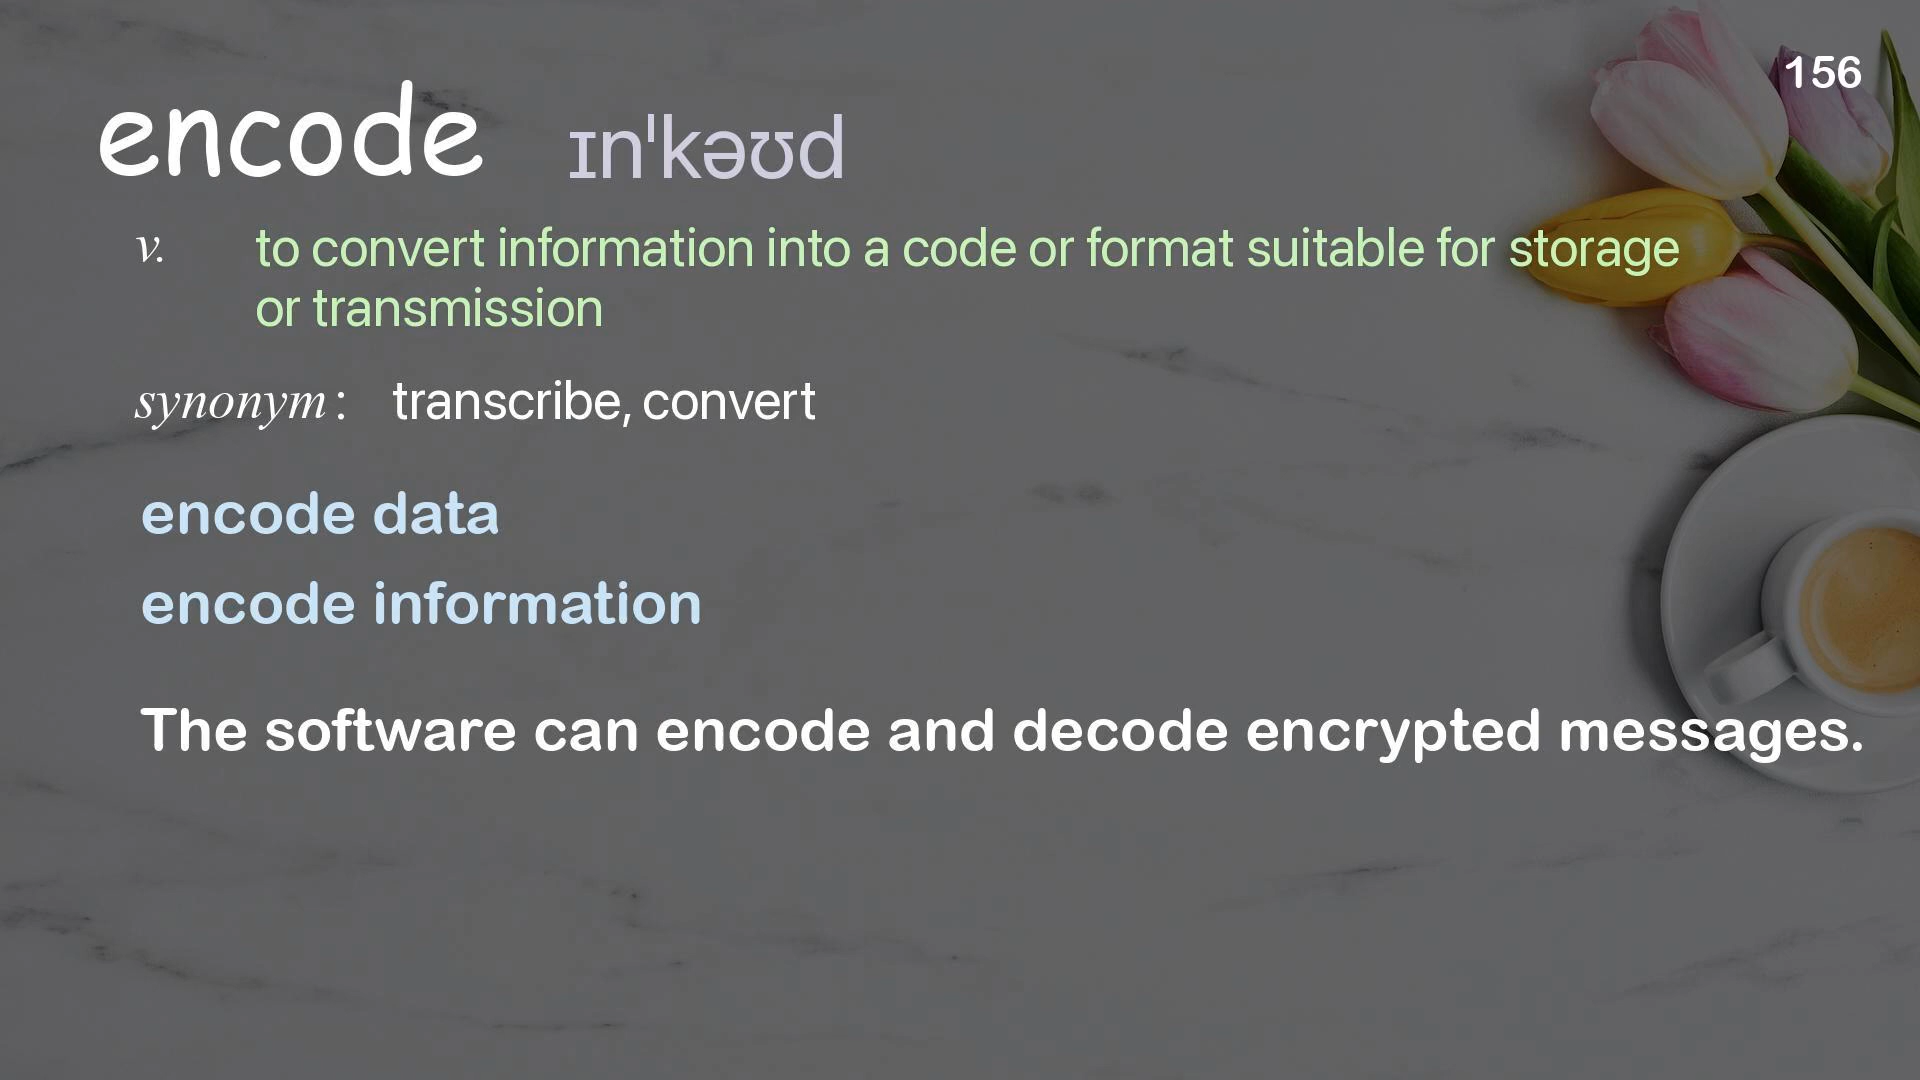 156
encode ɪnˈkəʊd
v. to convert information into a code or format suitable for storage
or transmission
synonym: transcribe, convert
encode data
encode information
The software can encode and decode encrypted messages.